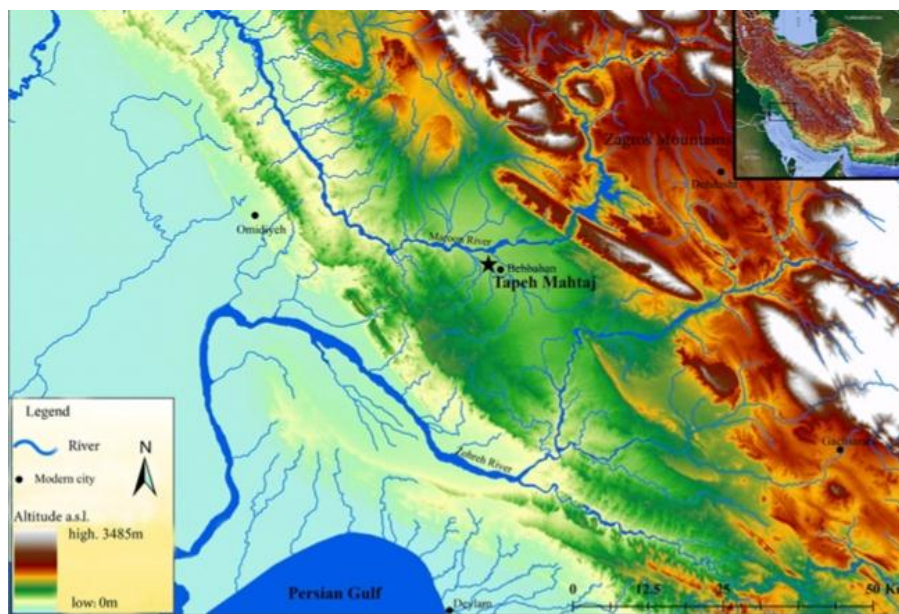 Zagros Mountains
Dehdasht
Omidiyeh
Maroon River
Behbahan
Tapeh Mahtaj
Legend
River
N
Modern city
Altitude a.s.l.
high. 3485m
low: 0m
Zohreh River
Gachsaran
Persian Gulf
Deylam
0 12.5 25 50 Km